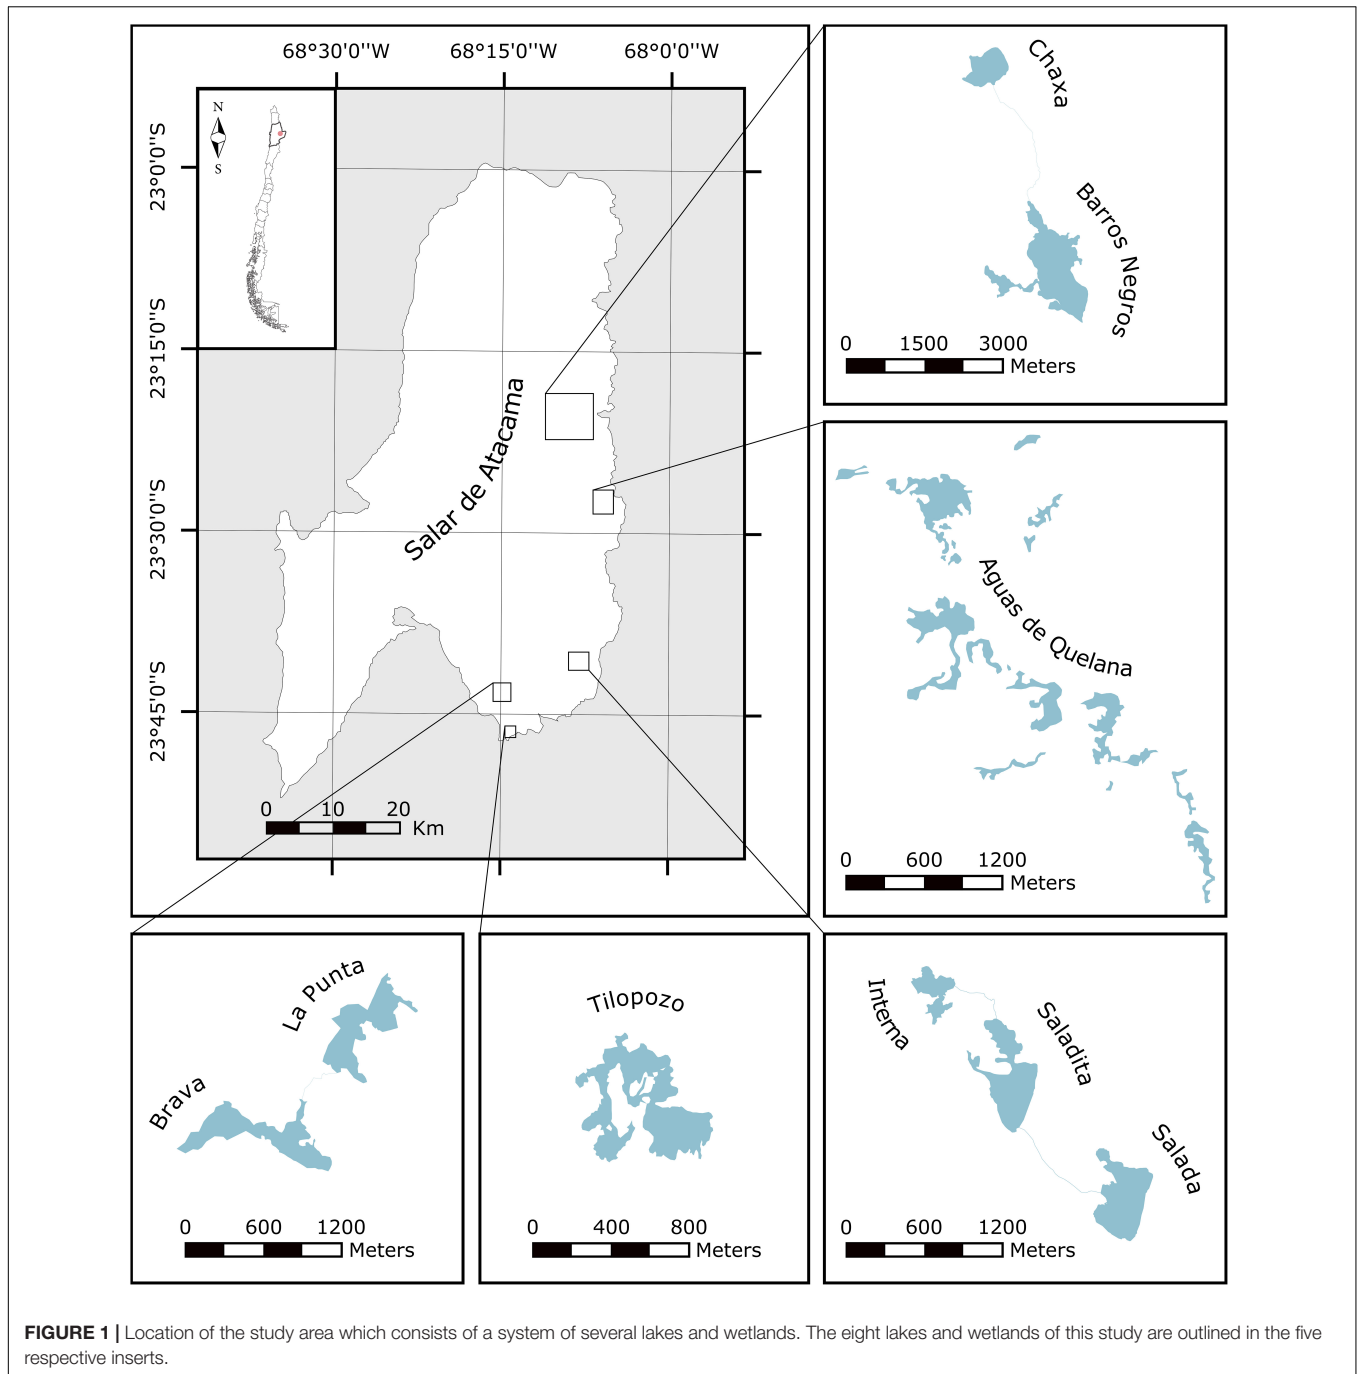 68°30'0''W 68°15'0''W 68°0'0''W
N
S
23°0'0''S
23°15'0''S
23°30'0''S
23°45'0''S
Salar de Atacama
0 10 20
Km
Chaxa
Barros Negros
0 1500 3000
Meters
Aguas de Quelana
0 600 1200
Meters
La Punta
Brava
0 600 1200
Meters
Tilopozo
0 400 800
Meters
Interna
Saladita
Salada
0 600 1200
Meters
FIGURE 1 | Location of the study area which consists of a system of several lakes and wetlands. The eight lakes and wetlands of this study are outlined in the five
respective inserts.